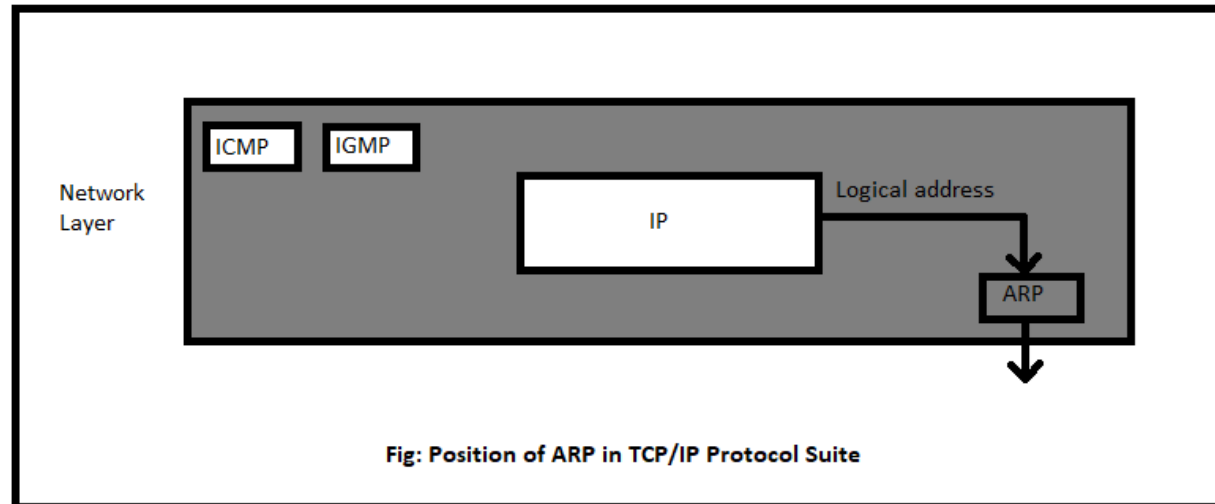 ICMP
IGMP
Network
Layer
IP
Logical address
ARP
Fig: Position of ARP in TCP/IP Protocol Suite